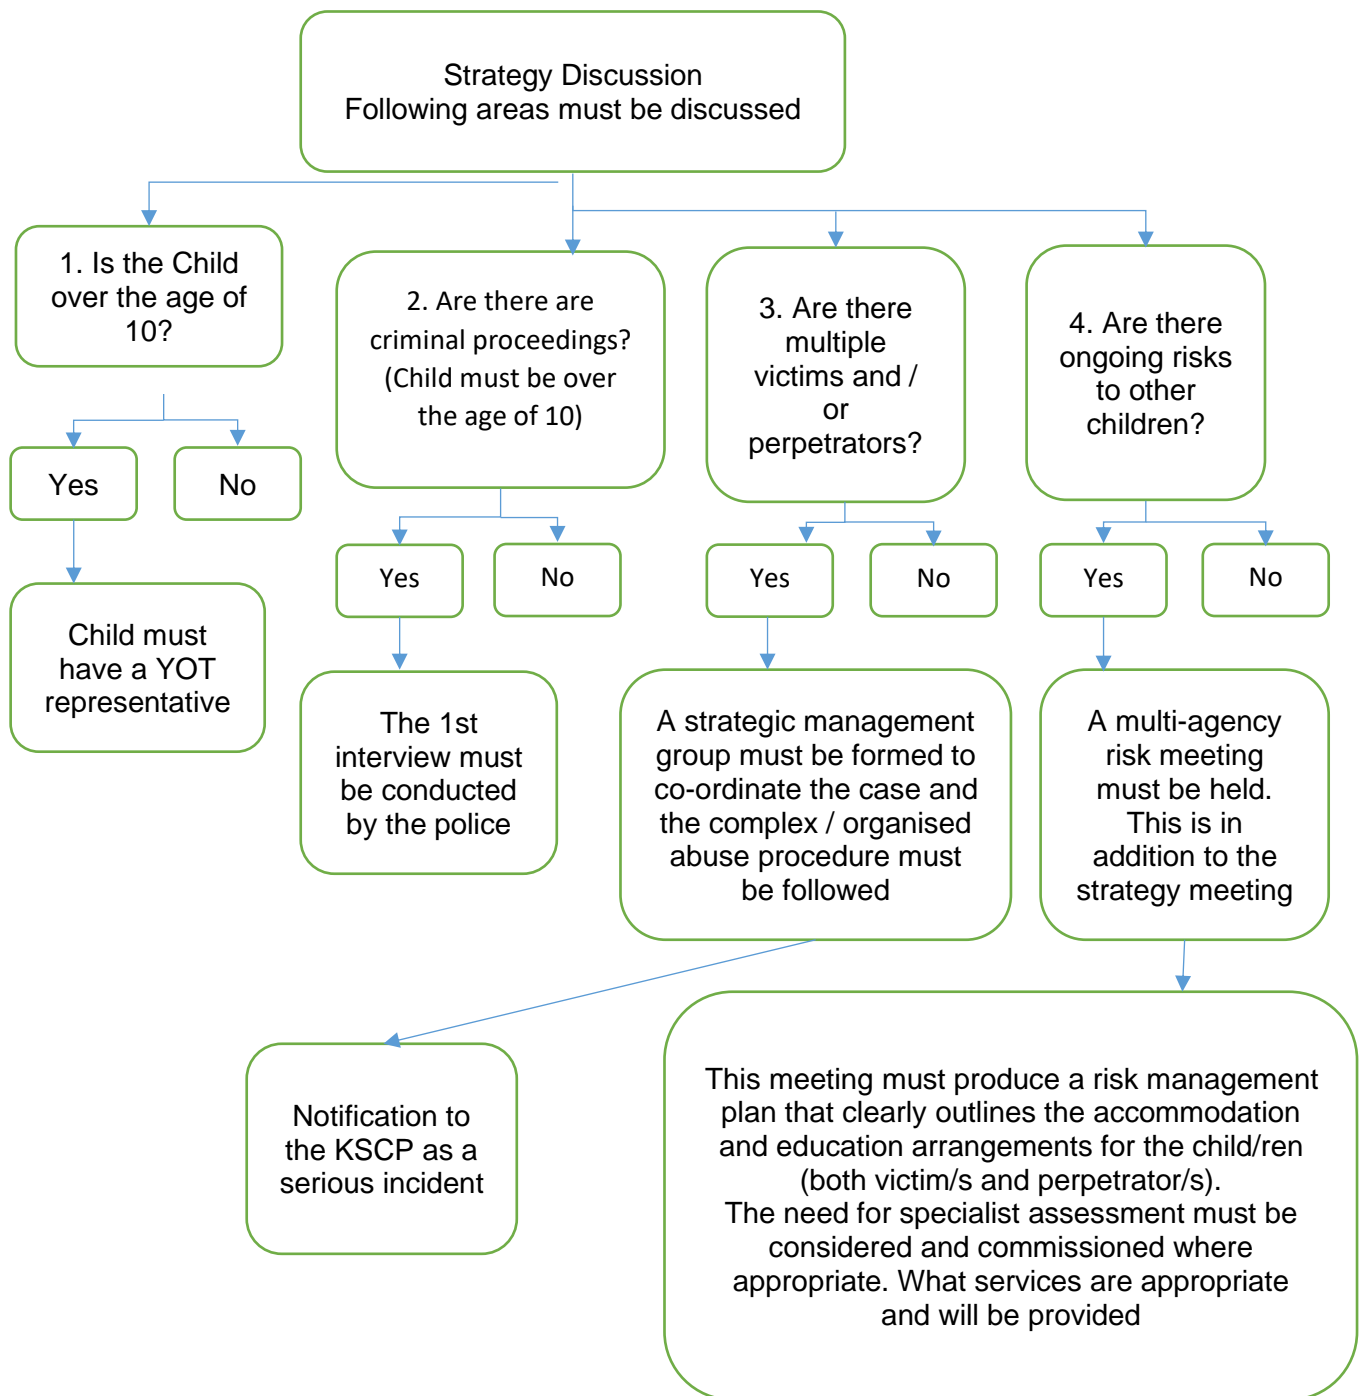 Strategy Discussion
Following areas must be discussed
1. Is the Child
over the age of
10?
Yes
No
Child must
have a YOT
representative
2. Are there are
criminal proceedings?
(Child must be over
the age of 10)
Yes
No
The 1st
interview must
be conducted
by the police
3. Are there
multiple
victims and /
or
perpetrators?
Yes
No
A strategic management
group must be formed to
co-ordinate the case and
the complex / organised
abuse procedure must
be followed
Notification to
the KSCP as a
serious incident
4. Are there
ongoing risks
to other
children?
Yes
No
A multi-agency
risk meeting
must be held.
This is in
addition to the
strategy meeting
This meeting must produce a risk management
plan that clearly outlines the accommodation
and education arrangements for the child/ren
(both victim/s and perpetrator/s).
The need for specialist assessment must be
considered and commissioned where
appropriate. What services are appropriate
and will be provided